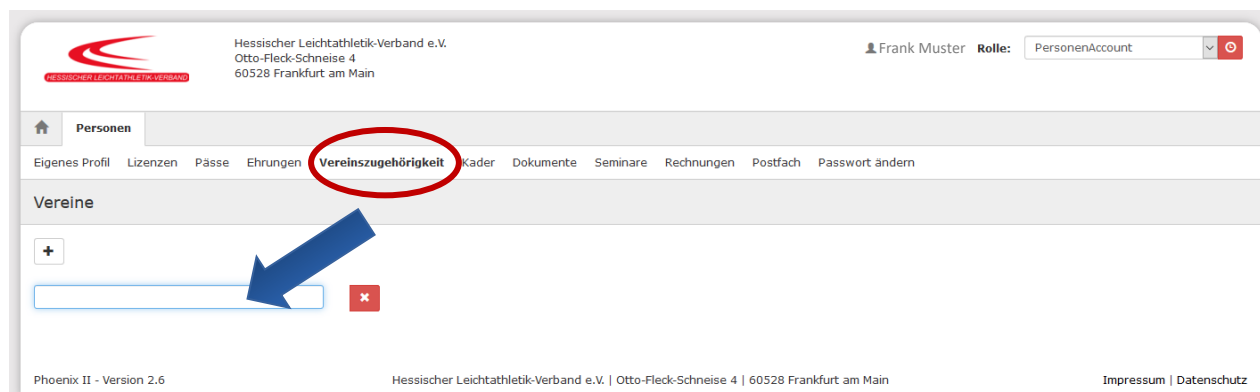 Hessischer Leichtathletik-Verband e.V.
Otto-Fleck-Schneise 4
60528 Frankfurt am Main
Frank Muster Rolle: PersonenAccount
HESSISCHER LEICHTATHLETIK-VERBAND
Personen
Eigenes Profil Lizenzen Pässe Ehrungen Vereinszugehörigkeit Kader Dokumente Seminare Rechnungen Postfach Passwort ändern
Vereine
Phoenix II - Version 2.6 Hessischer Leichtathletik-Verband e.V. | Otto-Fleck-Schneise 4 | 60528 Frankfurt am Main Impressum | Datenschutz